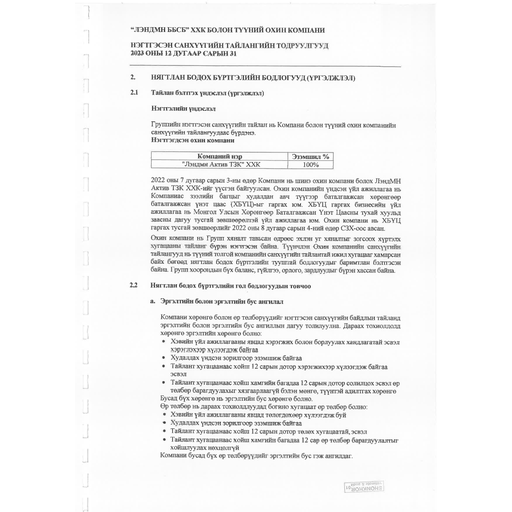 "ЛЭНДМН ББСБ" ХХК БОЛОН ТҮҮНИЙ ОХИН КОМПАНИ
НЭГТГЭСЭН САНХҮҮГИЙН ТАЙЛАНГИЙН ТОДРУУЛГУУД
2023 ОНЫ 12 ДУГААР САРЫН 31
2. НЯГТЛАН БОДОХ БҮРТГЭЛИЙН БОДЛОГУУД (ҮРГЭЛЖЛЭЛ)
2.1 Тайлан бэлтгэх үндэслэл (үргэлжлэл)
Нэгтгэлийн үндэслэл
Группийн нэгтгэсэн санхүүгийн тайлан нь Компани болон түүний охин компанийн
санхүүгийн тайлангуудаас бүрдэнэ.
Нэгтгэгдсэн охин компани
Компаний нэр Эзэмшил %
"Лэндмн Актив ТЗК" ХХК 100%
2022 оны 7 дугаар сарын 3-ны өдөр Компани нь шинэ охин компани болох ЛэндМН
Актив ТЗК ХХК-ийг үүсгэн байгуулсан. Охин компанийн үндсэн үйл ажиллагаа нь
Компаниас зээлийн багцыг худалдан авч түүгээр баталгаажсан хөрөнгөөр
баталгаажсан үнэт цаас (ХБҮЦ)-ыг гаргах юм. ХБҮЦ гаргах бизнесийн үйл
ажиллагаа нь Монгол Улсын Хөрөнгөөр Баталгаажсан Үнэт Цаасны тухай хуульд
заасны дагуу тусгай зөвшөөрөлтэй үйл ажиллагаа юм. Охин компани нь ХБҮЦ
гаргах тусгай зөвшөөрлийг 2022 оны 8 дугаар сарын 4-ний өдөр СЗХ-оос авсан.
Охин компани нь Групп хяналт тавьсан өдрөөс эхлэн уг хяналтыг зогсоох хүртэлх
хугацааны тайланг бүрэн нэгтгэсэн байна. Түүнчлэн Охин компанийн санхүүгийн
тайлангууд нь түүний толгой компанийн санхүүгийн тайлантай ижил хугацааг хамарсан
байх бөгөөд нягтлан бодох бүртгэлийн тууштай бодлогуудыг баримтлан бэлтгэсэн
байна. Групп хоорондын бүх баланс, гүйлгээ, орлого, зардлуудыг бүрэн хассан байна.
2.2 Нягтлан бодох бүртгэлийн гол бодлогуудын товчоо
а. Эргэлтийн болон эргэлтийн бус ангилал
Компани хөрөнгө болон өр төлбөрүүдийг нэгтгэсэн санхүүгийн байдлын тайланд
эргэлтийн болон эргэлтийн бус ангиллын дагуу толилуулна. Дараах тохиолдолд
хөрөнгө эргэлтийн болно:
• Хэвийн үйл ажиллагааны явцад хэрэгжих болон борлуулах хандлагатай эсвэл
хэрэглэхээр хүлээгдэж байгаа
• Худалдах үндсэн зорилгоор эзэмшиж байгаа
• Тайлант хугацаанаас хойш 12 сарын дотор хэрэгжихээр хүлээгдэж байгаа
эсвэл
• Тайлант хугацаанаас хойш хамгийн багадаа 12 сарын дотор солилцох эсвэл өр
төлбөр барагдуулахыг хязгаарлаагүй бэлэн мөнгө, түүнтэй адилтгах хөрөнгө
Бусад бүх хөрөнгө нь эргэлтийн бус хөрөнгө болно.
Өр төлбөр нь дараах тохиолдлуудад богино хугацаат өр төлбөр болно:
• Хэвийн үйл ажиллагааны явцад төлөгдөхөөр хүлээгдэж буй
• Худалдах үндсэн зорилгоор эзэмшиж байгаа
• Тайлант хугацаанаас хойш 12 сарын дотор төлөх хугацаатай, эсвэл
• Тайлант хугацаанаас хойш хамгийн багадаа 12 сар өр төлбөр барагдуулалтыг
хойшлуулах нөхцөлгүй
Компани бусад бүх өр төлбөрүүдийг эргэлтийн бус гэж ангилдаг.